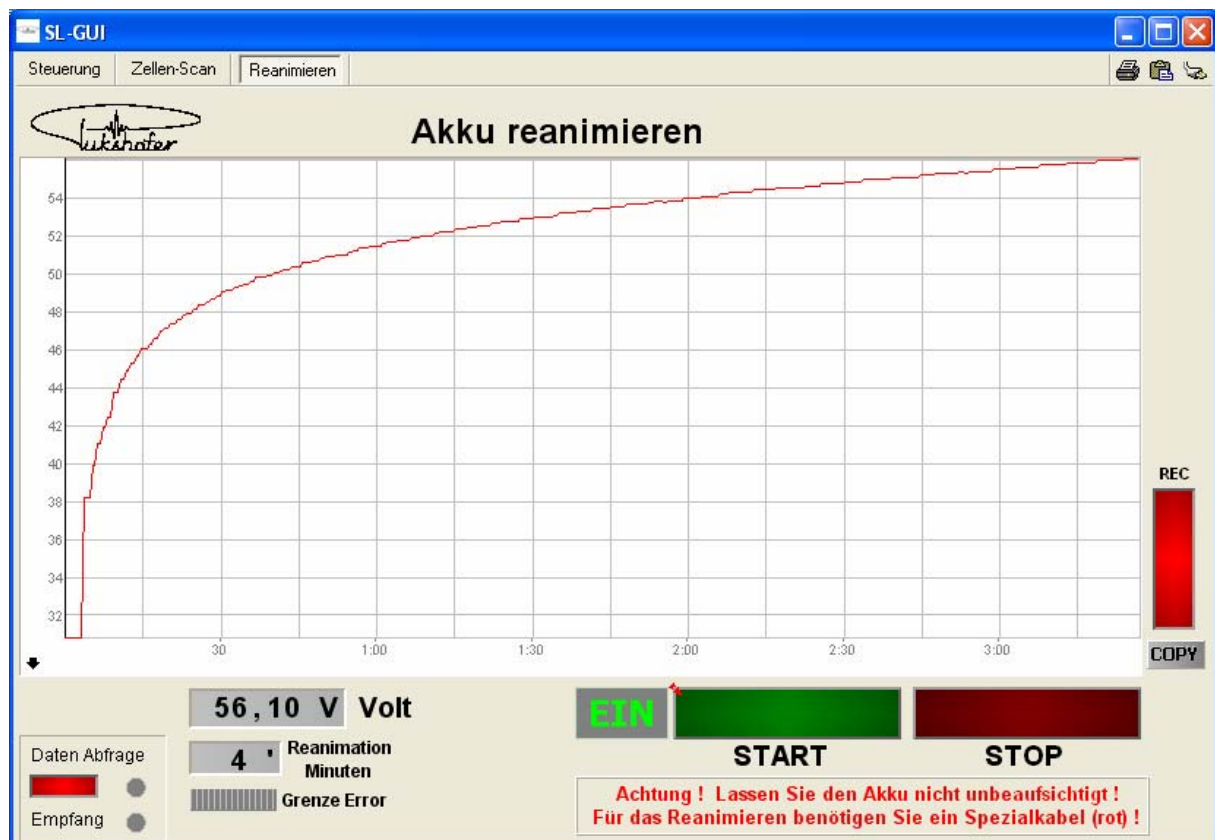 SL-GUI
Steuerung Zellen-Scan Reanimieren
Lukshofer
Akku reanimieren
54
52
50
48
46
44
42
40
38
36
34
32
30 1:00 1:30 2:00 2:30 3:00
REC
COPY
56,10 V Volt
4 ' Reanimation
Minuten
Grenze Error
Daten Abfrage
Empfang
EIN
START STOP
Achtung ! Lassen Sie den Akku nicht unbeaufsichtigt !
Für das Reanimieren benötigen Sie ein Spezialkabel (rot) !